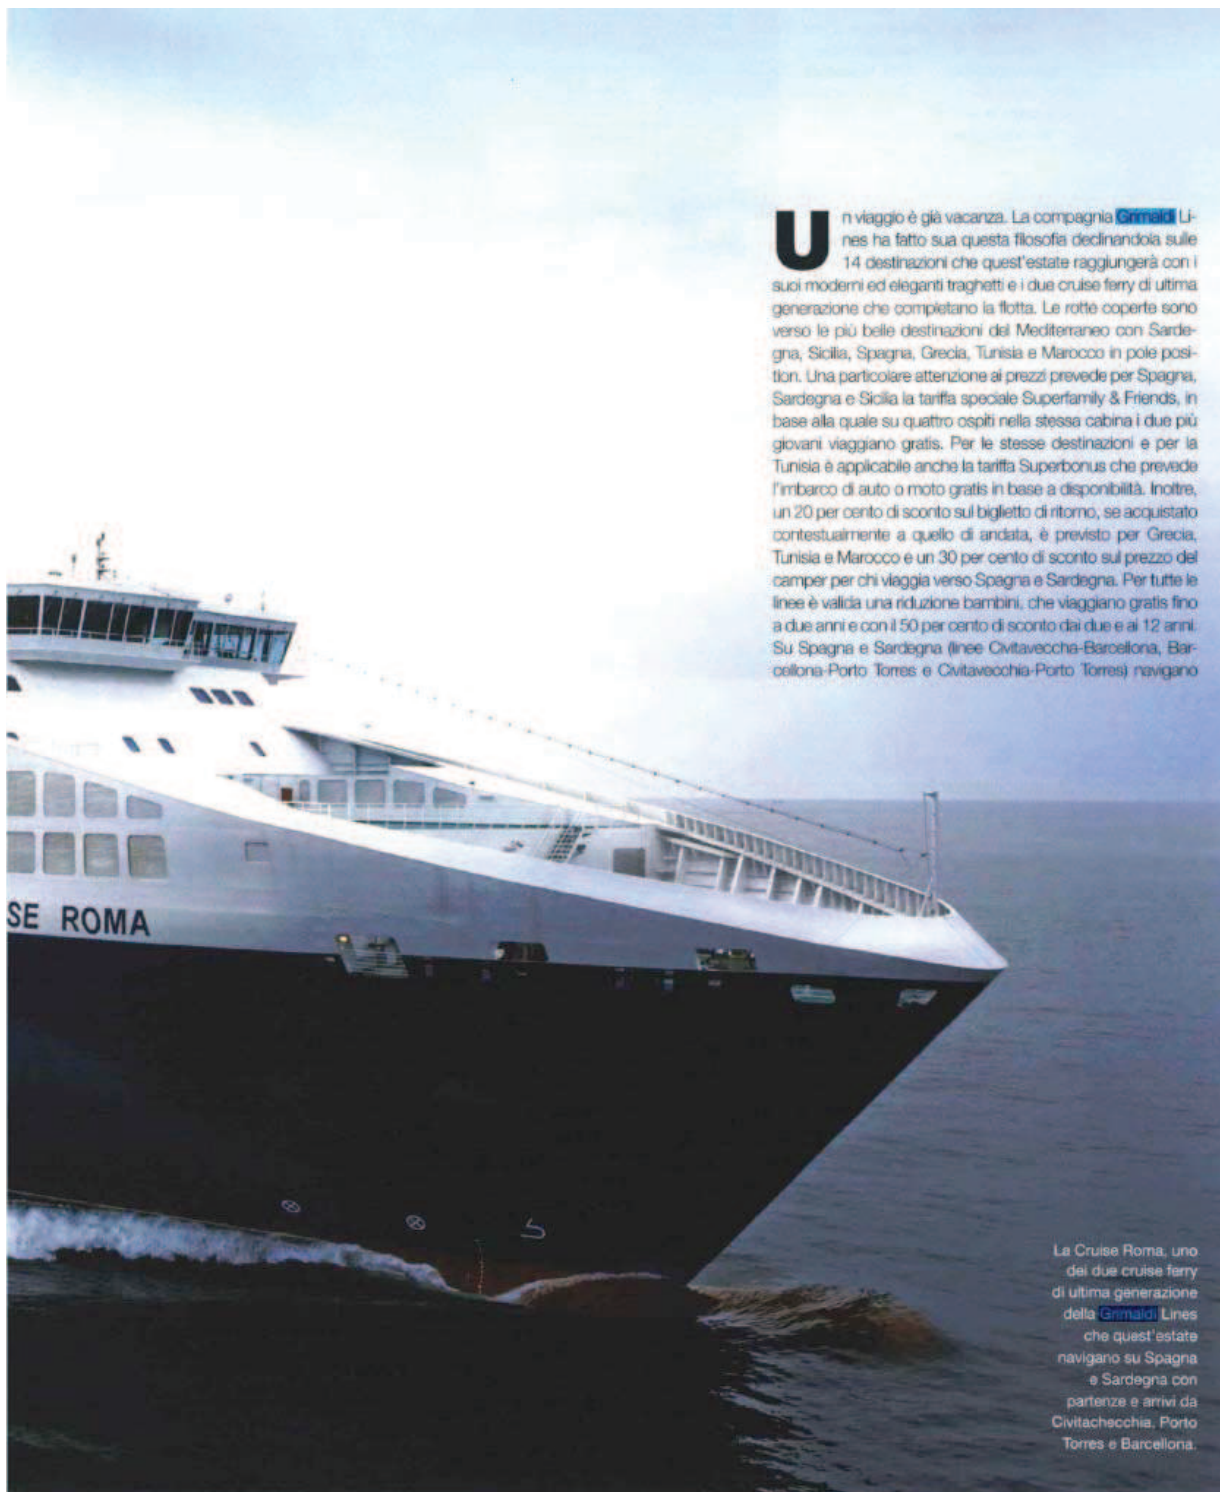 Un viaggio è già vacanza. La compagnia Grimaldi Li-
nes ha fatto sua questa filosofia declinandola sulle
14 destinazioni che quest'estate raggiungerà con i
suoi moderni ed eleganti traghetti e i due cruise ferry di ultima
generazione che completano la flotta. Le rotte coperte sono
verso le più belle destinazioni del Mediterraneo con Sarde-
gna, Sicilia, Spagna, Grecia, Tunisia e Marocco in pole posi-
tion. Una particolare attenzione ai prezzi prevede per Spagna,
Sardegna e Sicilia la tariffa speciale Superfamily & Friends, in
base alla quale su quattro ospiti nella stessa cabina i due più
giovani viaggiano gratis. Per le stesse destinazioni e per la
Tunisia è applicabile anche la tariffa Superbonus che prevede
l'imbarco di auto o moto gratis in base a disponibilità. Inoltre,
un 20 per cento di sconto sul biglietto di ritorno, se acquistato
contestualmente a quello di andata, è previsto per Grecia,
Tunisia e Marocco e un 30 per cento di sconto sul prezzo del
camper per chi viaggia verso Spagna e Sardegna. Per tutte le
linee è valida una riduzione bambini, che viaggiano gratis fino
a due anni e con il 50 per cento di sconto dai due e ai 12 anni.
Su Spagna e Sardegna (linee Civitaveccha-Barcellona, Bar-
cellona-Porto Torres e Civitavecchia-Porto Torres) navigano
SE ROMA
La Cruise Roma, uno
dei due cruise ferry
di ultima generazione
della Grimaldi Lines
che quest'estate
navigano su Spagna
e Sardegna con
partenze e arrivi da
Civitachecchia, Porto
Torres e Barcellona.